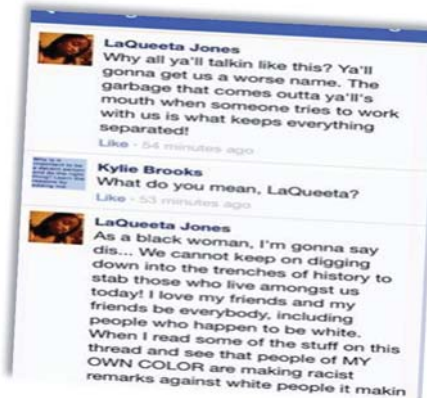 LaQueeta Jones
Why all ya'll talkin like this? Ya'll
gonna get us a worse name. The
garbage that comes outta ya'll's
mouth when someone tries to work
with us is what keeps everything
separated!
Like · 54 minutes ago
Kylie Brooks
What do you mean, LaQueeta?
Like · 53 minutes ago
LaQueeta Jones
As a black woman, I'm gonna say
dis... We cannot keep on digging
down into the trenches of history to
stab those who live amongst us
today! I love my friends and my
friends be everybody, including
people who happen to be white.
When I read some of the stuff on this
thread and see that people of MY
OWN COLOR are making racist
remarks against white people it makin